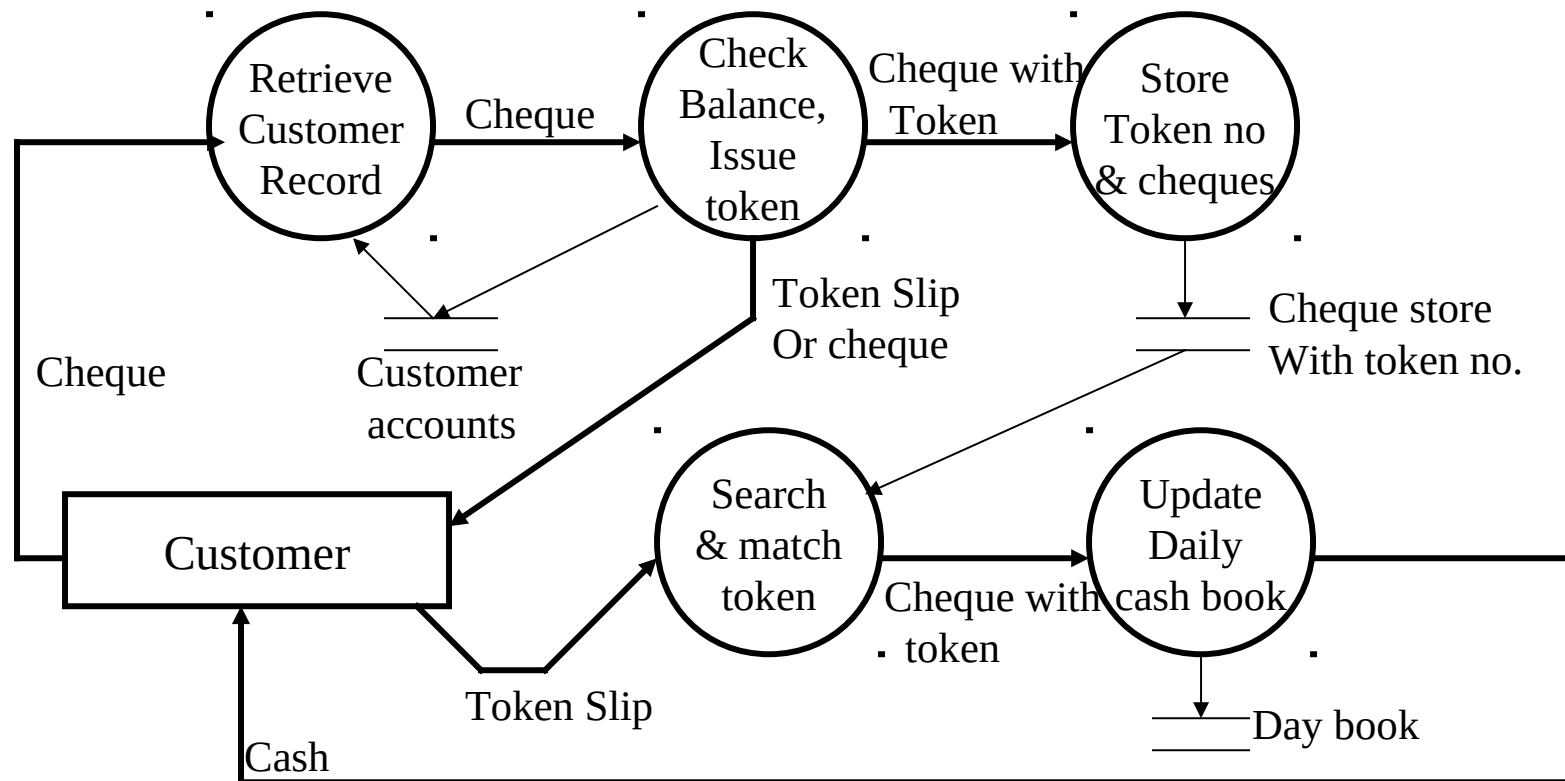 Retrieve
Customer
Record
Cheque
Check
Balance,
Issue
token
Cheque with
Token
Store
Token no
& cheques
Cheque
Customer
accounts
Token Slip
Or cheque
Cheque store
With token no.
Customer
Search
& match
token
Cheque with
token
Update
Daily
cash book
Token Slip
Day book
Cash